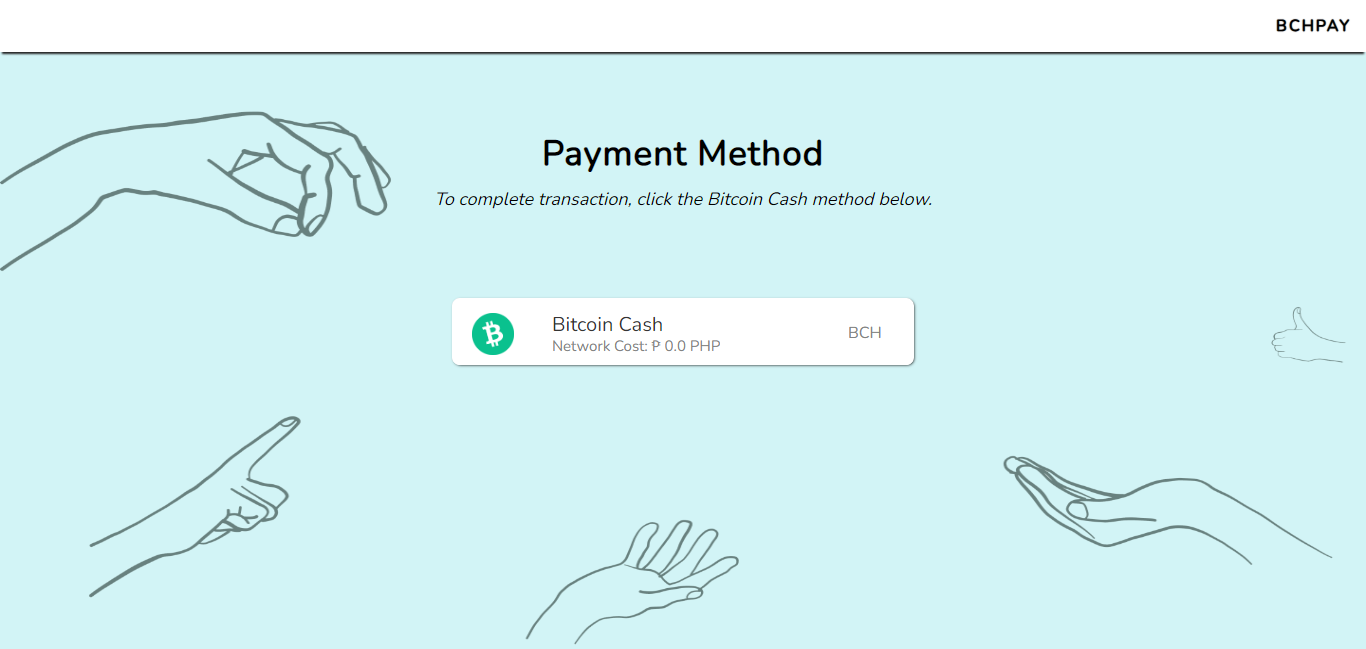 BCHPAY
Payment Method
To complete transaction, click the Bitcoin Cash method below.
Bitcoin Cash
BCH
Network Cost: ₱ 0.0 PHP